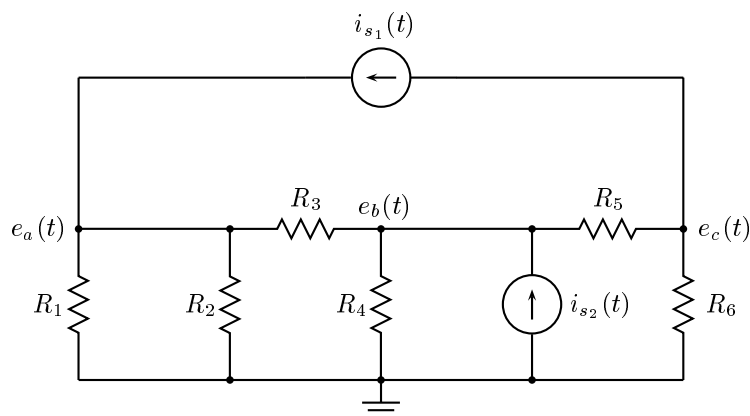 i_{s_1}(t)
R_3
e_b(t)
R_5
e_a(t)
e_c(t)
R_1
R_2
R_4
i_{s_2}(t)
R_6